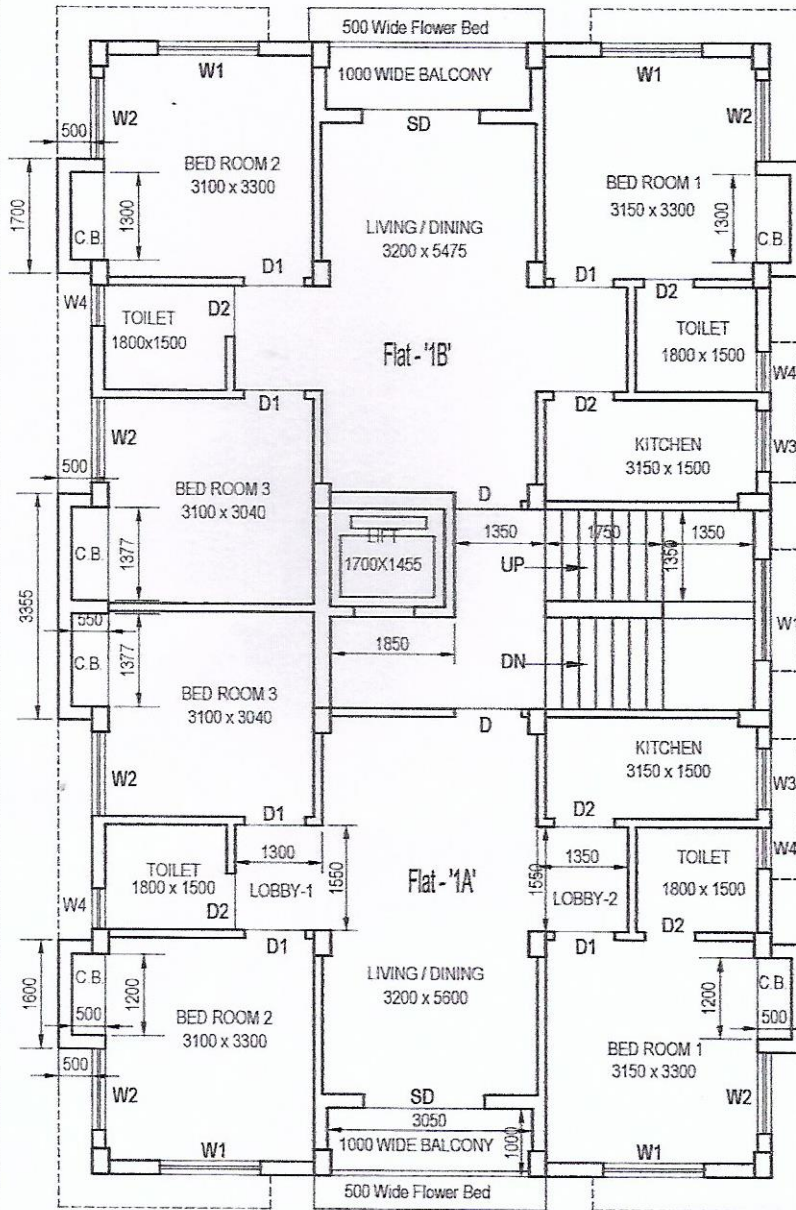 500 Wide Flower Bed
1000 WIDE BALCONY
W1
W1
SD
W2
W2
500
BED ROOM 2
3100 x 3300
BED ROOM 1
3150 x 3300
1700
1300
C.B.
LIVING / DINING
3200 x 5475
1300
C.B.
D1
D1
D2
W4
TOILET
1800x1500
D2
TOILET
1800 x 1500
Flat - '1B'
W4
D1
D2
W2
KITCHEN
3150 x 1500
W3
500
BED ROOM 3
3100 x 3040
D
LIFT
1700X1455
1350
1750
1350
1350
C.B.
1377
UP
3355
550
W1
C.B.
1377
1850
DN
BED ROOM 3
3100 x 3040
D
KITCHEN
3150 x 1500
W2
W3
D1
D2
1300
1550
1550
1350
TOILET
1800 x 1500
TOILET
1800 x 1500
W4
Flat - '1A'
LOBBY-1
LOBBY-2
W4
D2
D1
D1
D2
C.B.
1600
1200
500
LIVING / DINING
3200 x 5600
C.B.
1200
500
BED ROOM 2
3100 x 3300
BED ROOM 1
3150 x 3300
500
W2
W2
SD
3050
1000 WIDE BALCONY
1000
W1
W1
500 Wide Flower Bed